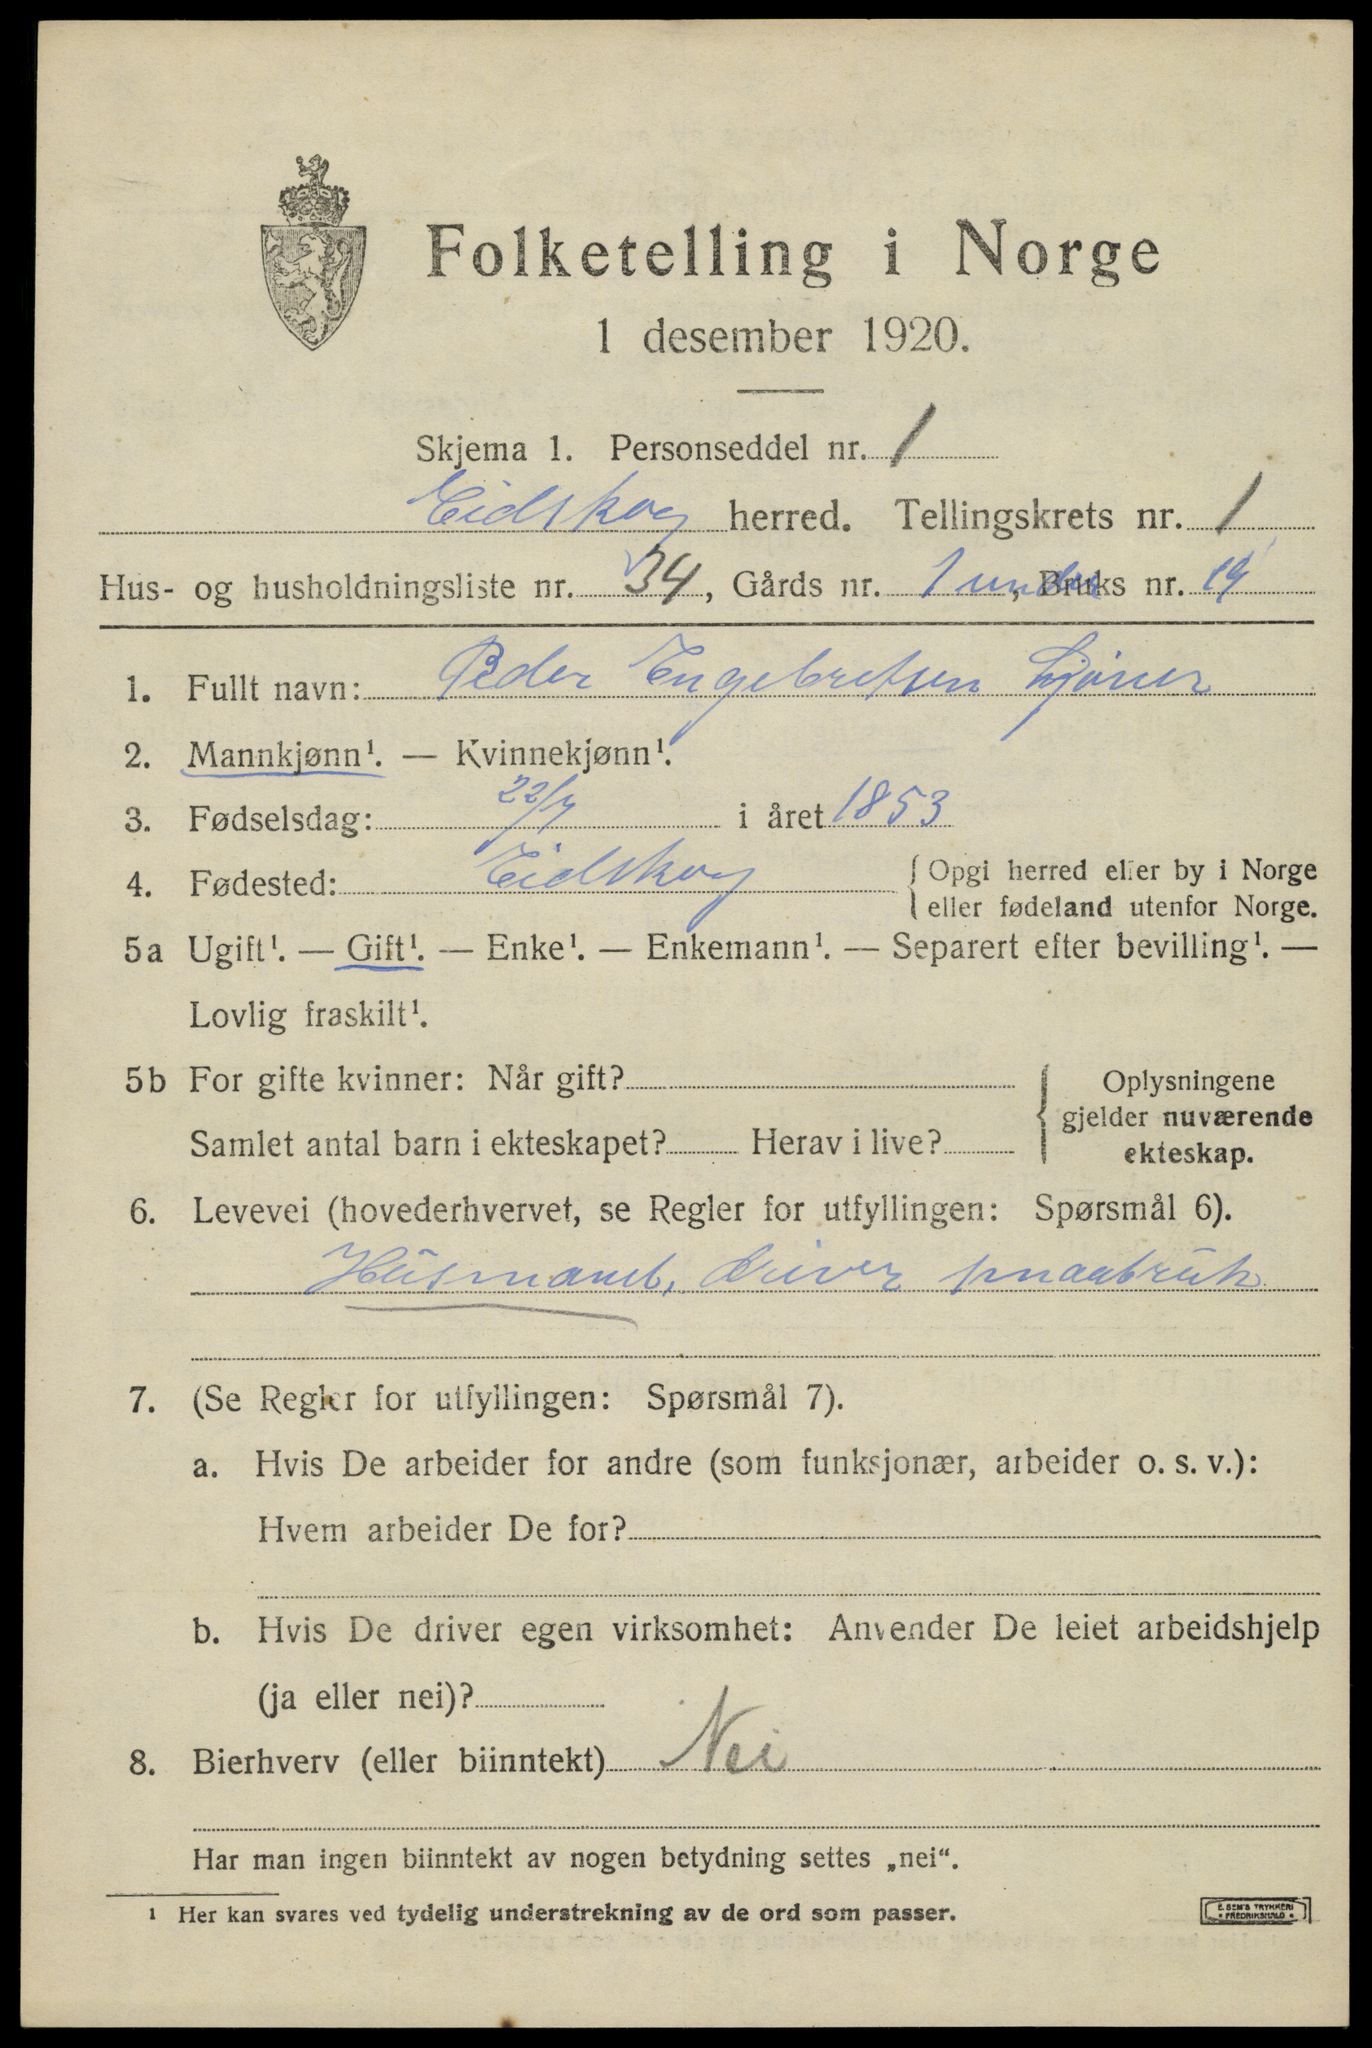 Folketelling i Norge
1 desember 1920.
Skjema 1. Personseddel nr. 1
Eidskog herred. Tellingskrets nr. 1
Hus- og husholdningsliste nr. 34, Gårds nr. 1 under, Bruks nr. 19
1. Fullt navn: Peder Engebretsen
2. Mannkjønn¹. — Kvinnekjønn¹.
3. Fødselsdag: 22/7 i året 1853
4. Fødested: Eidskog { Opgi herred eller by i Norge
eller fødeland utenfor Norge.
5a Ugift¹. — Gift¹. — Enke¹. — Enkemann¹. — Separert efter bevilling¹. —
Lovlig fraskilt¹.
5b For gifte kvinner: Når gift? { Oplysningene
gjelder nuværende
Samlet antal barn i ekteskapet? Herav i live?
ekteskap.
6. Levevei (hovederhvervet, se Regler for utfyllingen: Spørsmål 6).
Husmand, driver smaabruk
7. (Se Regler for utfyllingen: Spørsmål 7).
a. Hvis De arbeider for andre (som funksjonær, arbeider o. s. v.):
Hvem arbeider De for?
b. Hvis De driver egen virksomhet: Anvender De leiet arbeidshjelp
(ja eller nei)?
8. Bierhverv (eller biinntekt) Nei
Har man ingen biinntekt av nogen betydning settes „nei“.
¹ Her kan svares ved tydelig understrekning av de ord som passer.
E. SEM'S TRYKKERI
• FREDRIKSHALD •